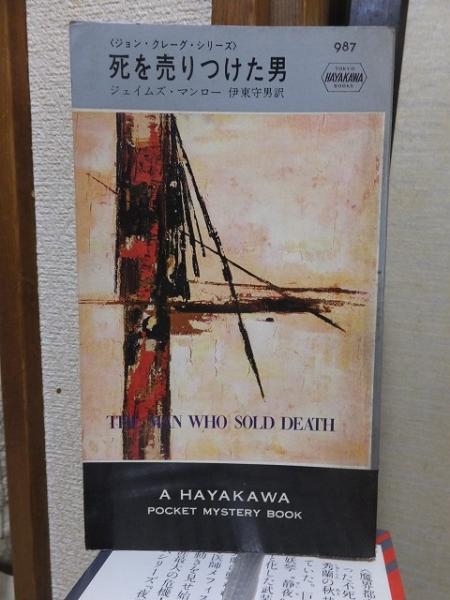 〈ジョン・クレーグ・シリーズ〉
987
死を売りつけた男
ジェイムズ・マンロー 伊東守男訳
TOKYO
HAYAKAWA
BOOKS
THE MAN WHO SOLD DEATH
A HAYAKAWA
POCKET MYSTERY BOOK